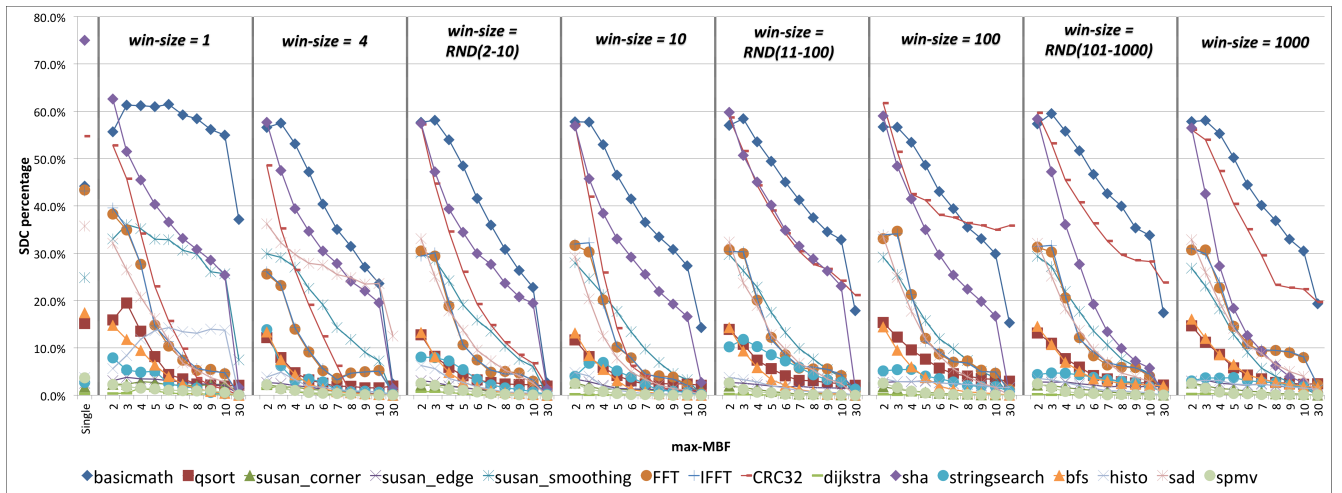 80.0%
70.0%
60.0%
50.0%
40.0%
30.0%
20.0%
10.0%
0.0%
SDC percentage
win-size = 1
win-size = 4
win-size = RND(2-10)
win-size = 10
win-size = RND(11-100)
win-size = 100
win-size = RND(101-1000)
win-size = 1000
Single
2 3 4 5 6 7 8 9 10 30
2 3 4 5 6 7 8 9 10 30
2 3 4 5 6 7 8 9 10 30
2 3 4 5 6 7 8 9 10 30
2 3 4 5 6 7 8 9 10 30
2 3 4 5 6 7 8 9 10 30
2 3 4 5 6 7 8 9 10 30
2 3 4 5 6 7 8 9 10 30
max-MBF
basicmath qsort susan_corner susan_edge susan_smoothing FFT IFFT CRC32 dijkstra sha stringsearch bfs histo sad spmv